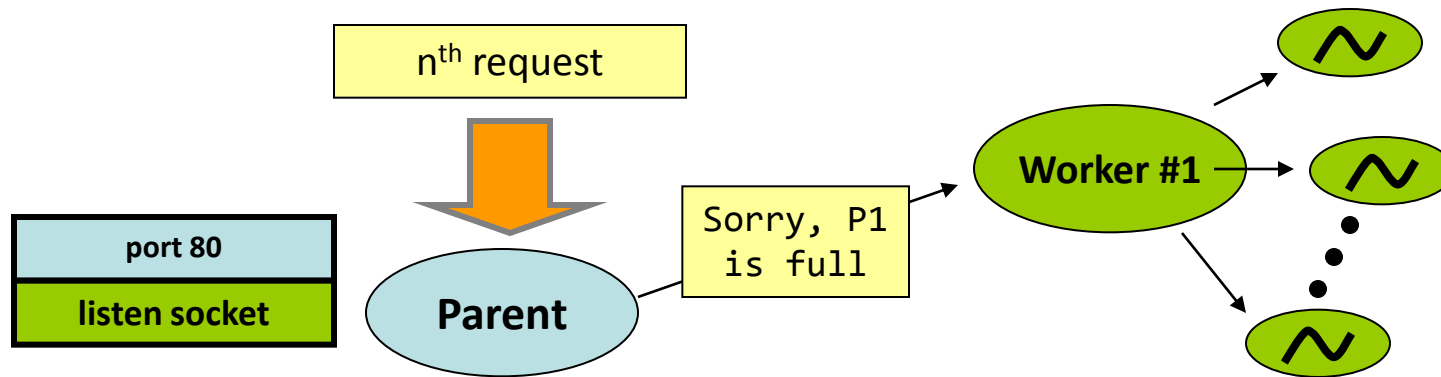 nth request
Worker #1
Sorry, P1
is full
port 80
listen socket
Parent